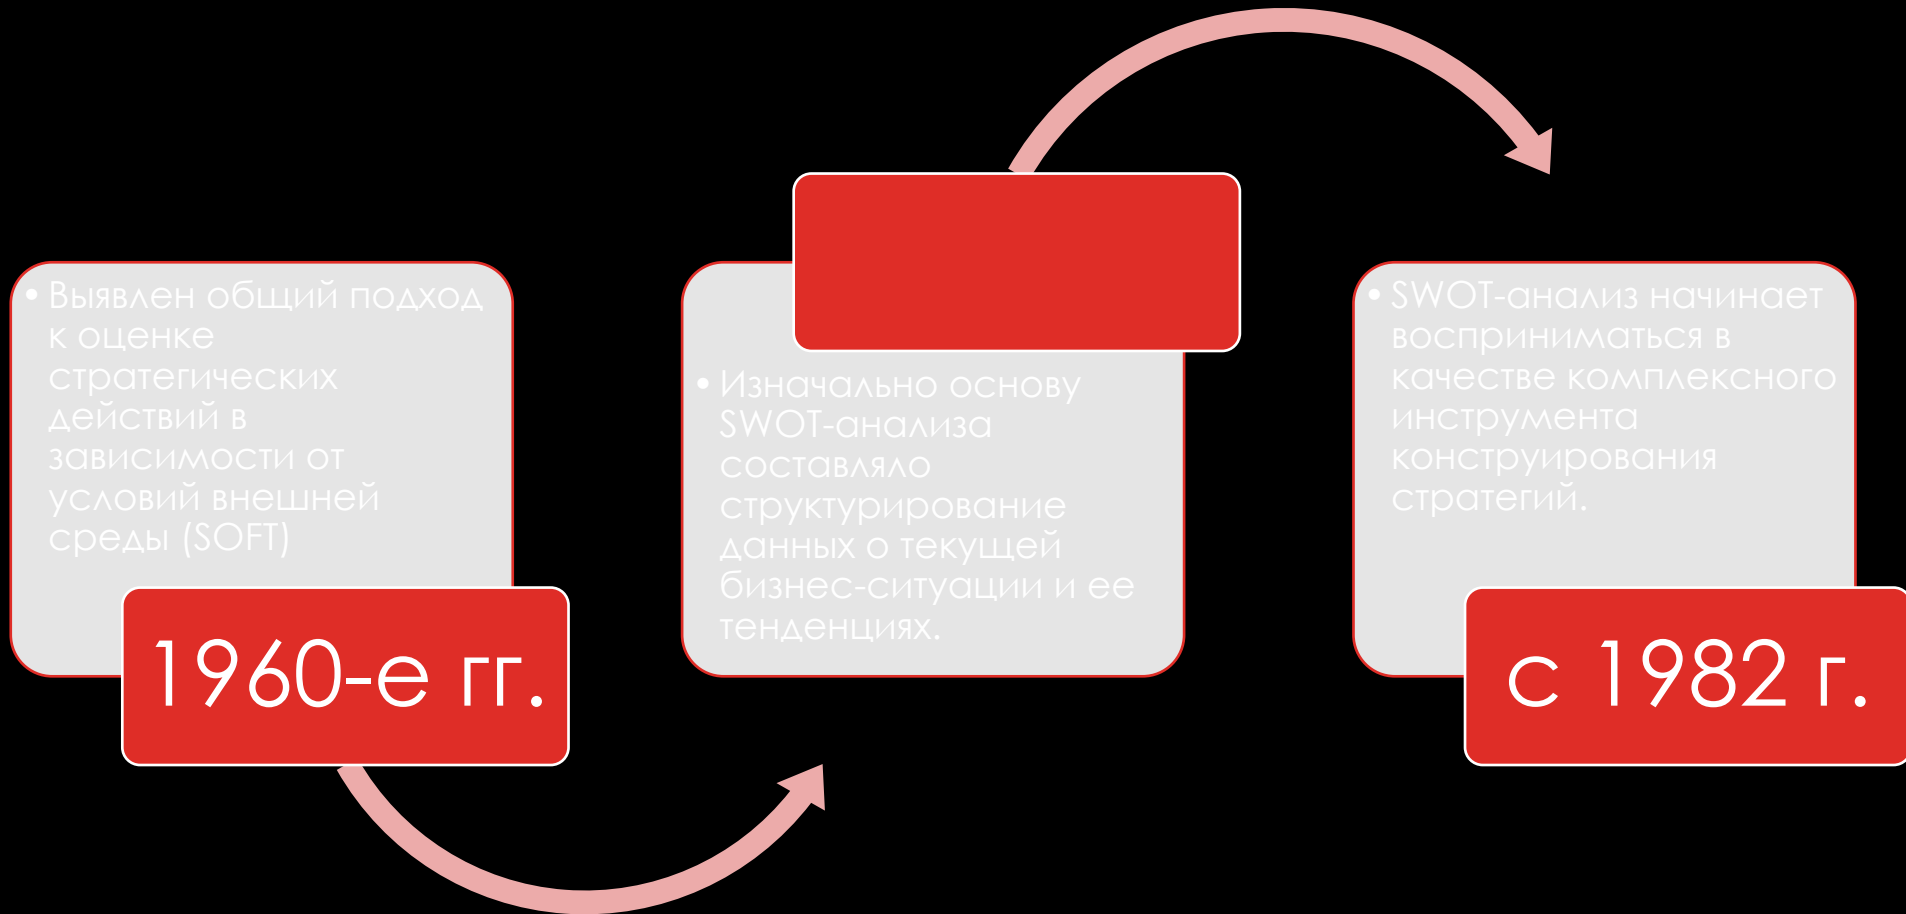 • Выявлен общий подход
к оценке
стратегических
действий в
зависимости от
условий внешней
среды (SOFT)
1960-е гг.
• Изначально основу
SWOT-анализа
составляло
структурирование
данных о текущей
бизнес-ситуации и ее
тенденциях.
• SWOT-анализ начинает
восприниматься в
качестве комплексного
инструмента
конструирования
стратегий.
с 1982 г.